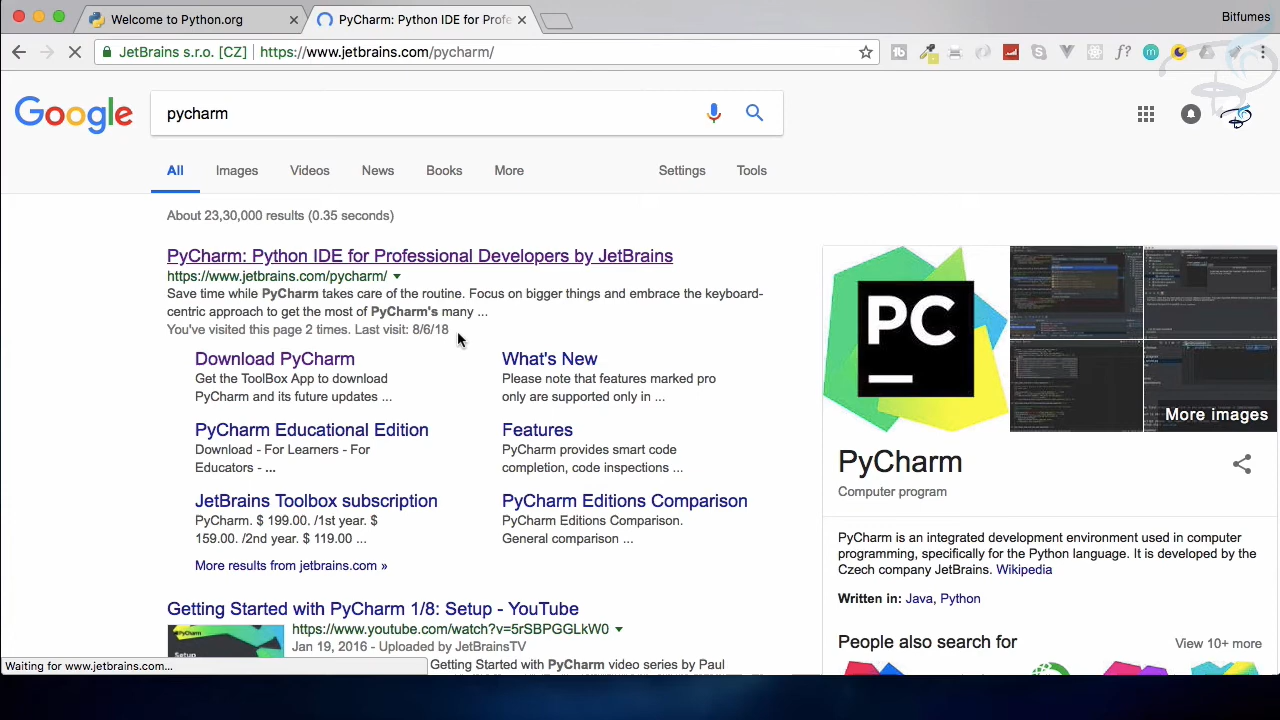 Welcome to Python.org
PyCharm: Python IDE for Profe
Bitfumes
JetBrains s.r.o. [CZ]
https://www.jetbrains.com/pycharm/
Google
pycharm
All
Images
Videos
News
Books
More
Settings
Tools
About 23,30,000 results (0.35 seconds)
PyCharm: Python IDE for Professional Developers by JetBrains
https://www.jetbrains.com/pycharm/
Save time while PyCharm takes care of the routine. Focus on bigger things and embrace the keyboard-
centric approach to get the most of PyCharm's many ...
You've visited this page 2 times. Last visit: 8/6/18
Download PyCharm
Get the ToolBox App to Download
PyCharm and its future updates ...
What's New
Please note that features marked pro
only are supported only in ...
PyCharm Educational Edition
Download - For Learners - For
Educators - ...
Features
PyCharm provides smart code
completion, code inspections ...
JetBrains Toolbox subscription
PyCharm. $ 199.00. /1st year. $
159.00. /2nd year. $ 119.00 ...
PyCharm Editions Comparison
PyCharm Editions Comparison.
General comparison ...
More results from jetbrains.com »
Getting Started with PyCharm 1/8: Setup - YouTube
https://www.youtube.com/watch?v=5rSBPGGLkW0
Jan 19, 2016 - Uploaded by JetBrainsTV
Getting Started with PyCharm video series by Paul
PyCharm
Setup
Waiting for www.jetbrains.com...
PC
More images
PyCharm
Computer program
PyCharm is an integrated development environment used in computer
programming, specifically for the Python language. It is developed by the
Czech company JetBrains. Wikipedia
Written in: Java, Python
People also search for
View 10+ more